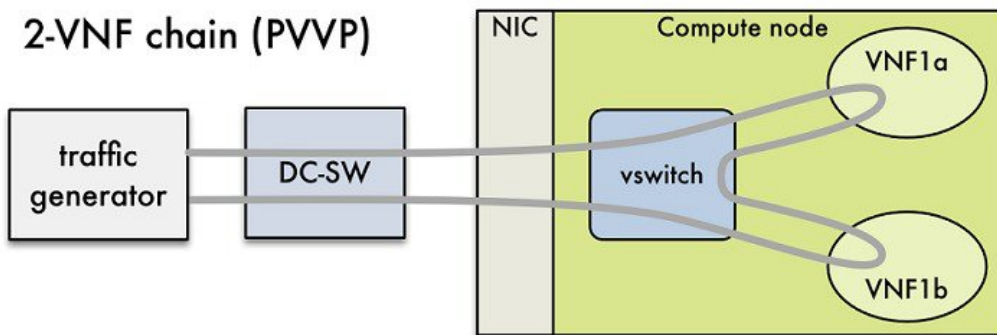 2-VNF chain (PVVP)
NIC
Compute node
VNF1a
traffic
generator
DC-SW
vswitch
VNF1b